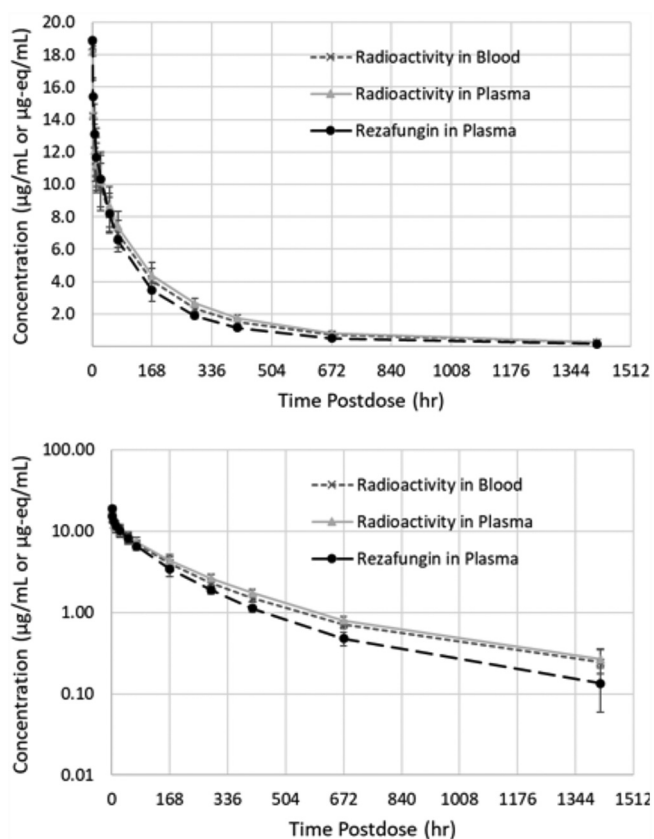 20.0
18.0
16.0
14.0
12.0
10.0
8.0
6.0
4.0
2.0
Concentration (µg/mL or µg-eq/mL)
Radioactivity in Blood
Radioactivity in Plasma
Rezafungin in Plasma
0 168 336 504 672 840 1008 1176 1344 1512
Time Postdose (hr)
100.00
10.00
1.00
0.10
0.01
Concentration (µg/mL or µg-eq/mL)
Radioactivity in Blood
Radioactivity in Plasma
Rezafungin in Plasma
0 168 336 504 672 840 1008 1176 1344 1512
Time Postdose (hr)